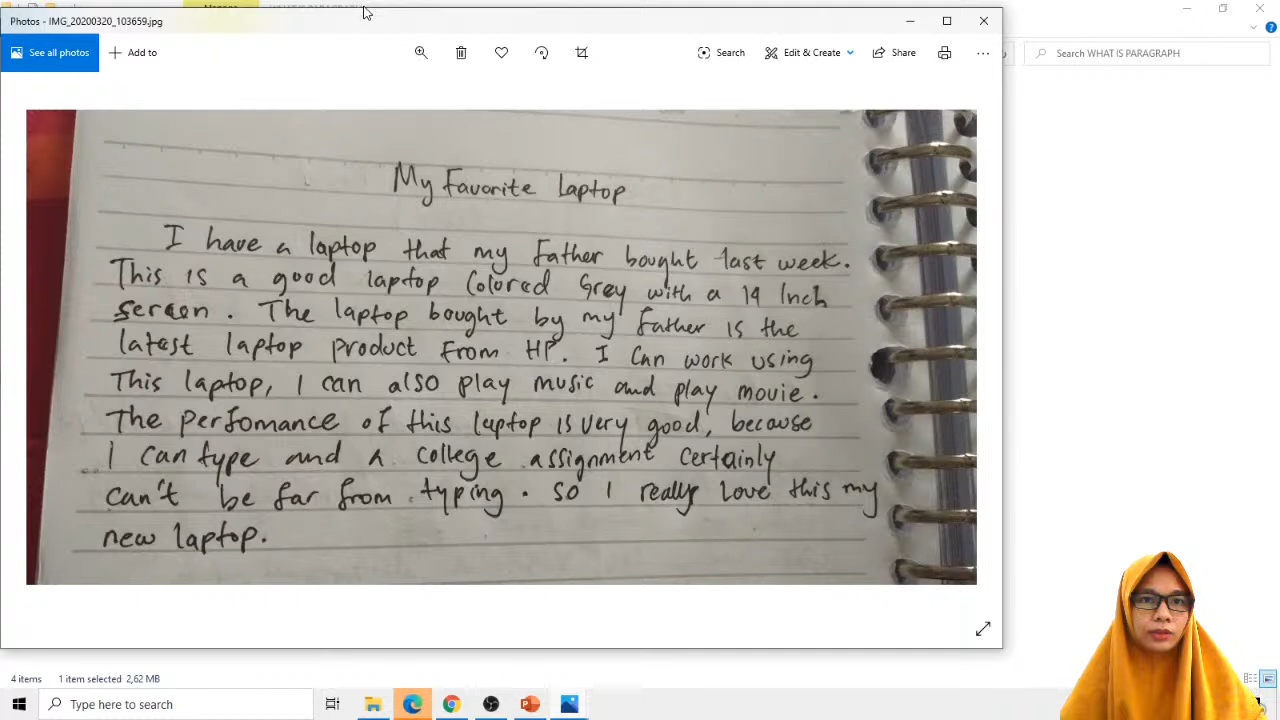 Photos - IMG_20200320_103659.jpg
See all photos
Add to
Search
Edit & Create
Share
Search WHAT IS PARAGRAPH
My Favorite laptop
I have a laptop that my Father bought last week.
This is a good laptop Colored Grey with a 14 Inch
screen. The laptop bought by my father is the
latest laptop product from HP. I Can work using
This laptop, I can also play music and play movie.
The perfomance of this laptop is very good, because
I can type and a college assignment certainly
can't be far from typing. So I really love this my
new laptop.
4 items 1 item selected 2,62 MB
Type here to search